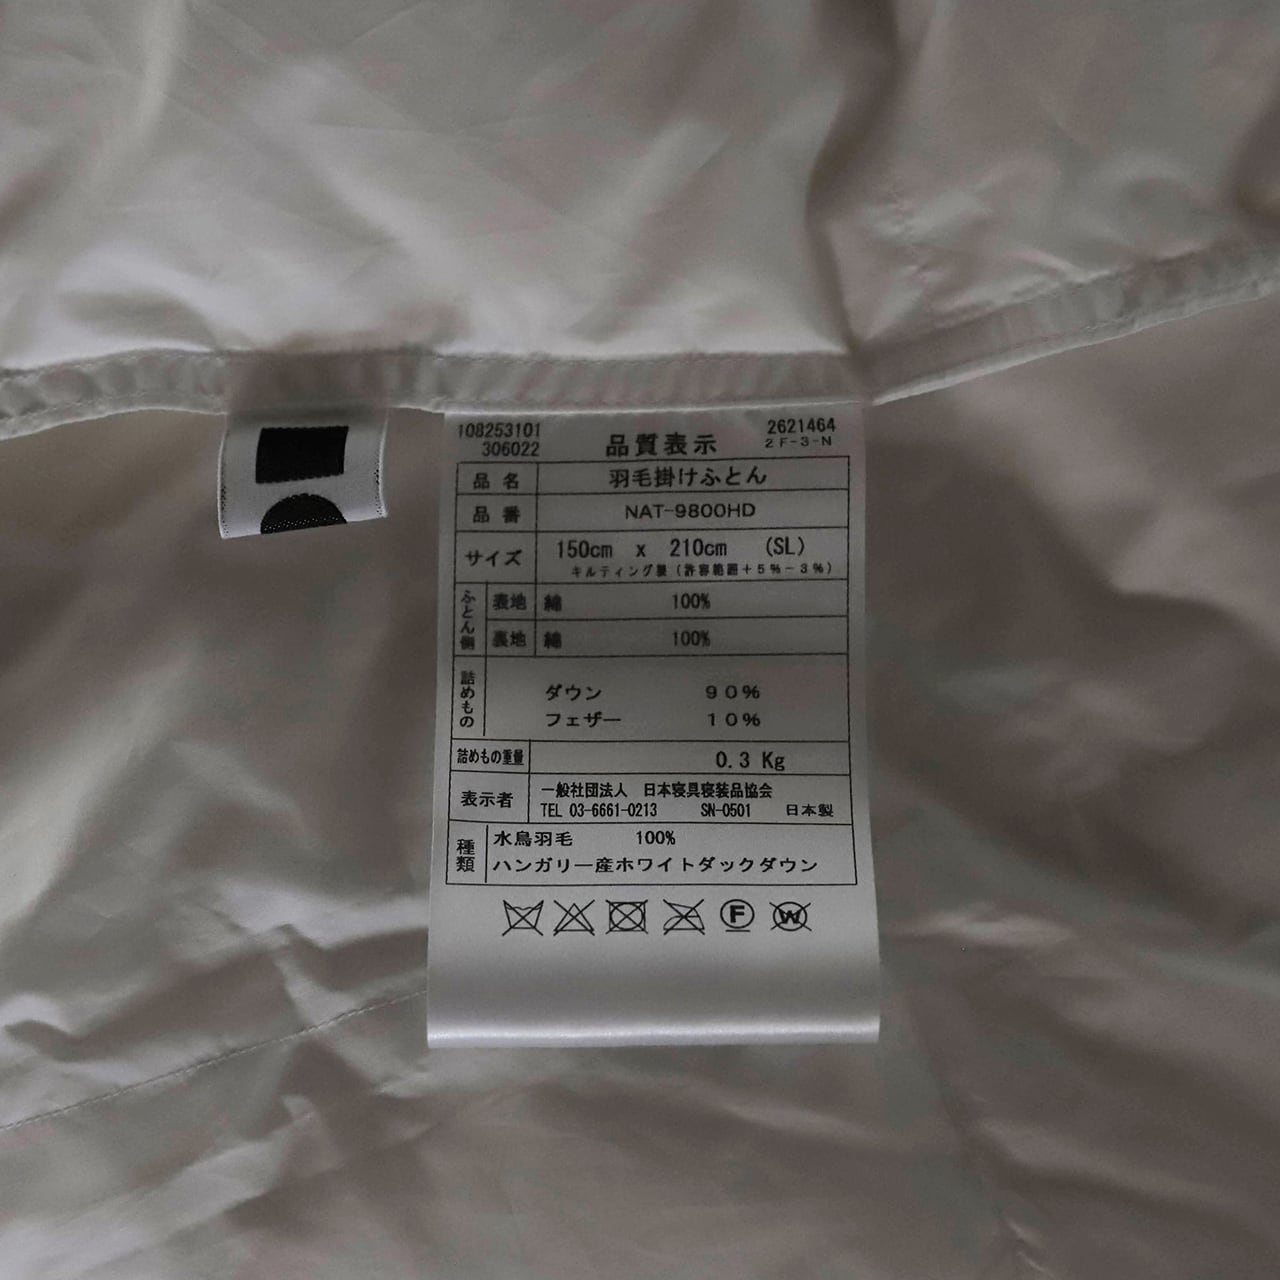 108253101
306022
品質表示
2621464
2F-3-N
品名 羽毛掛けふとん
品番 NAT-9800HD
サイズ 150cm x 210cm (SL)
キルティング製(許容範囲+5%-3%)
ふとん側 表地 綿 100%
裏地 綿 100%
詰めもの ダウン 90%
フェザー 10%
詰めもの重量 0.3 Kg
表示者 一般社団法人 日本寝具寝装品協会
TEL 03-6661-0213 SN-0501 日本製
種類 水鳥羽毛 100%
ハンガリー産ホワイトダックダウン
F W